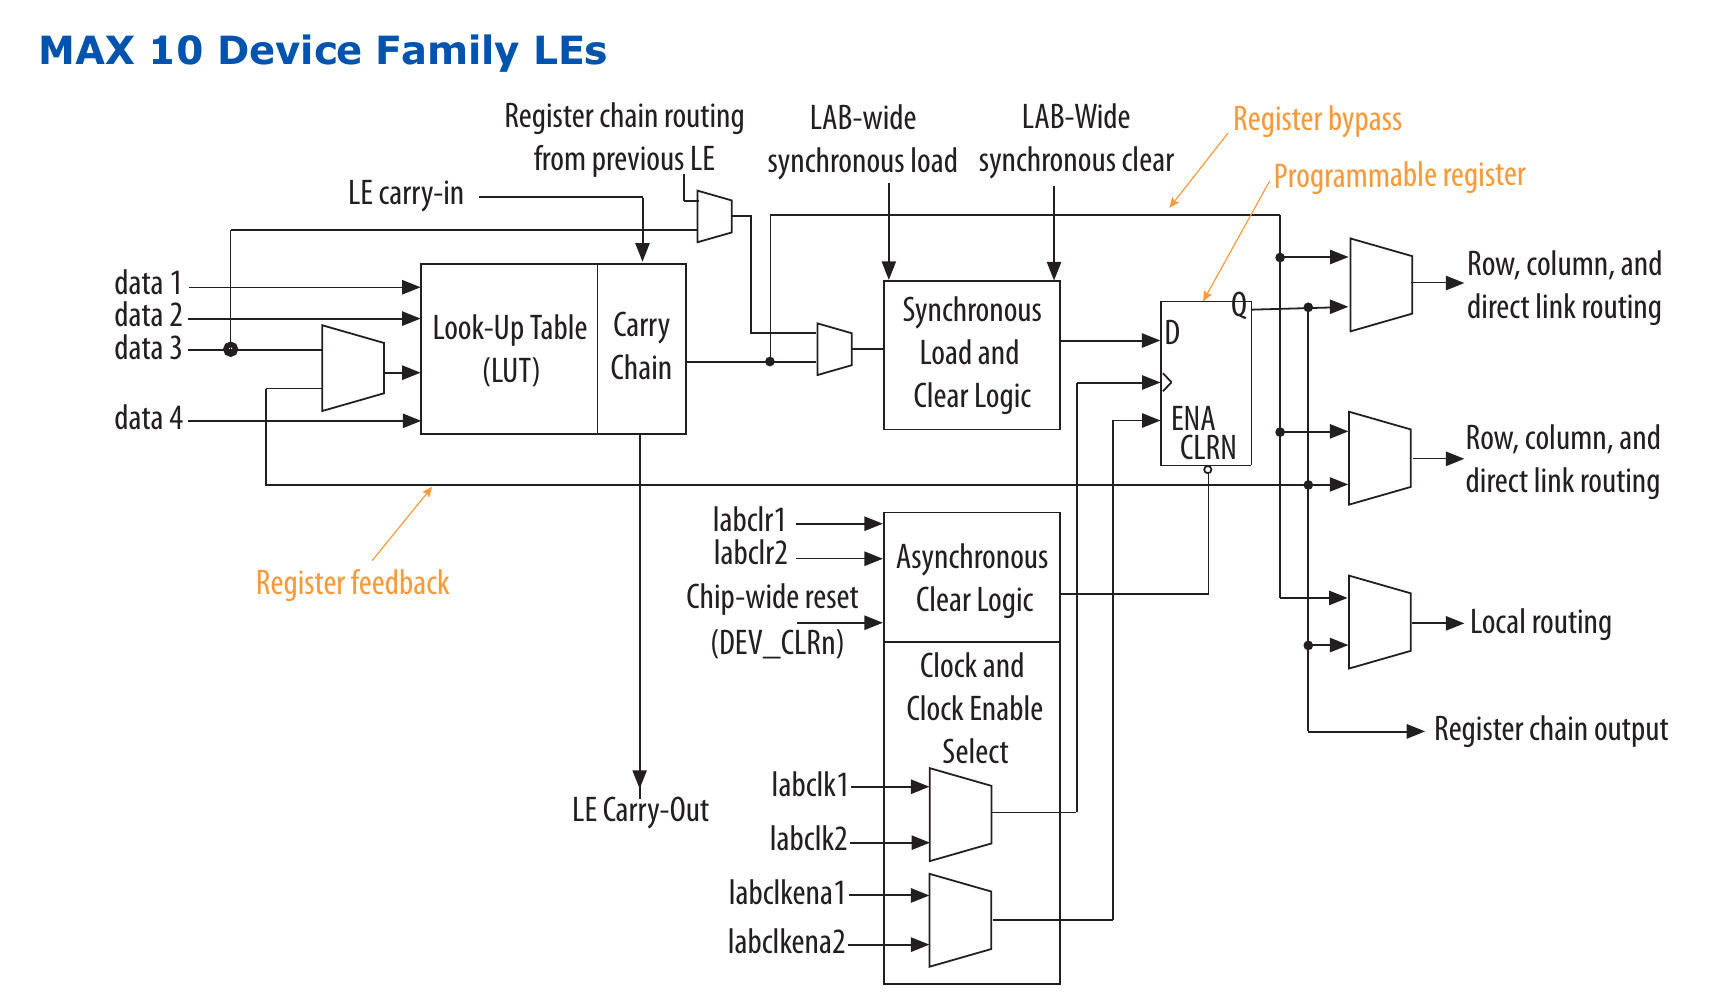 MAX 10 Device Family LEs
Register chain routing
from previous LE
LAB-wide
synchronous load
LAB-Wide
synchronous clear
Register bypass
Programmable register
LE carry-in
data 1
data 2
data 3
data 4
Look-Up Table
(LUT)
Carry
Chain
Synchronous
Load and
Clear Logic
D
Q
ENA
CLRN
Row, column, and
direct link routing
Row, column, and
direct link routing
Local routing
Register chain output
Register feedback
labclr1
labclr2
Chip-wide reset
(DEV_CLRn)
Asynchronous
Clear Logic
Clock and
Clock Enable
Select
labclk1
labclk2
labclkena1
labclkena2
LE Carry-Out